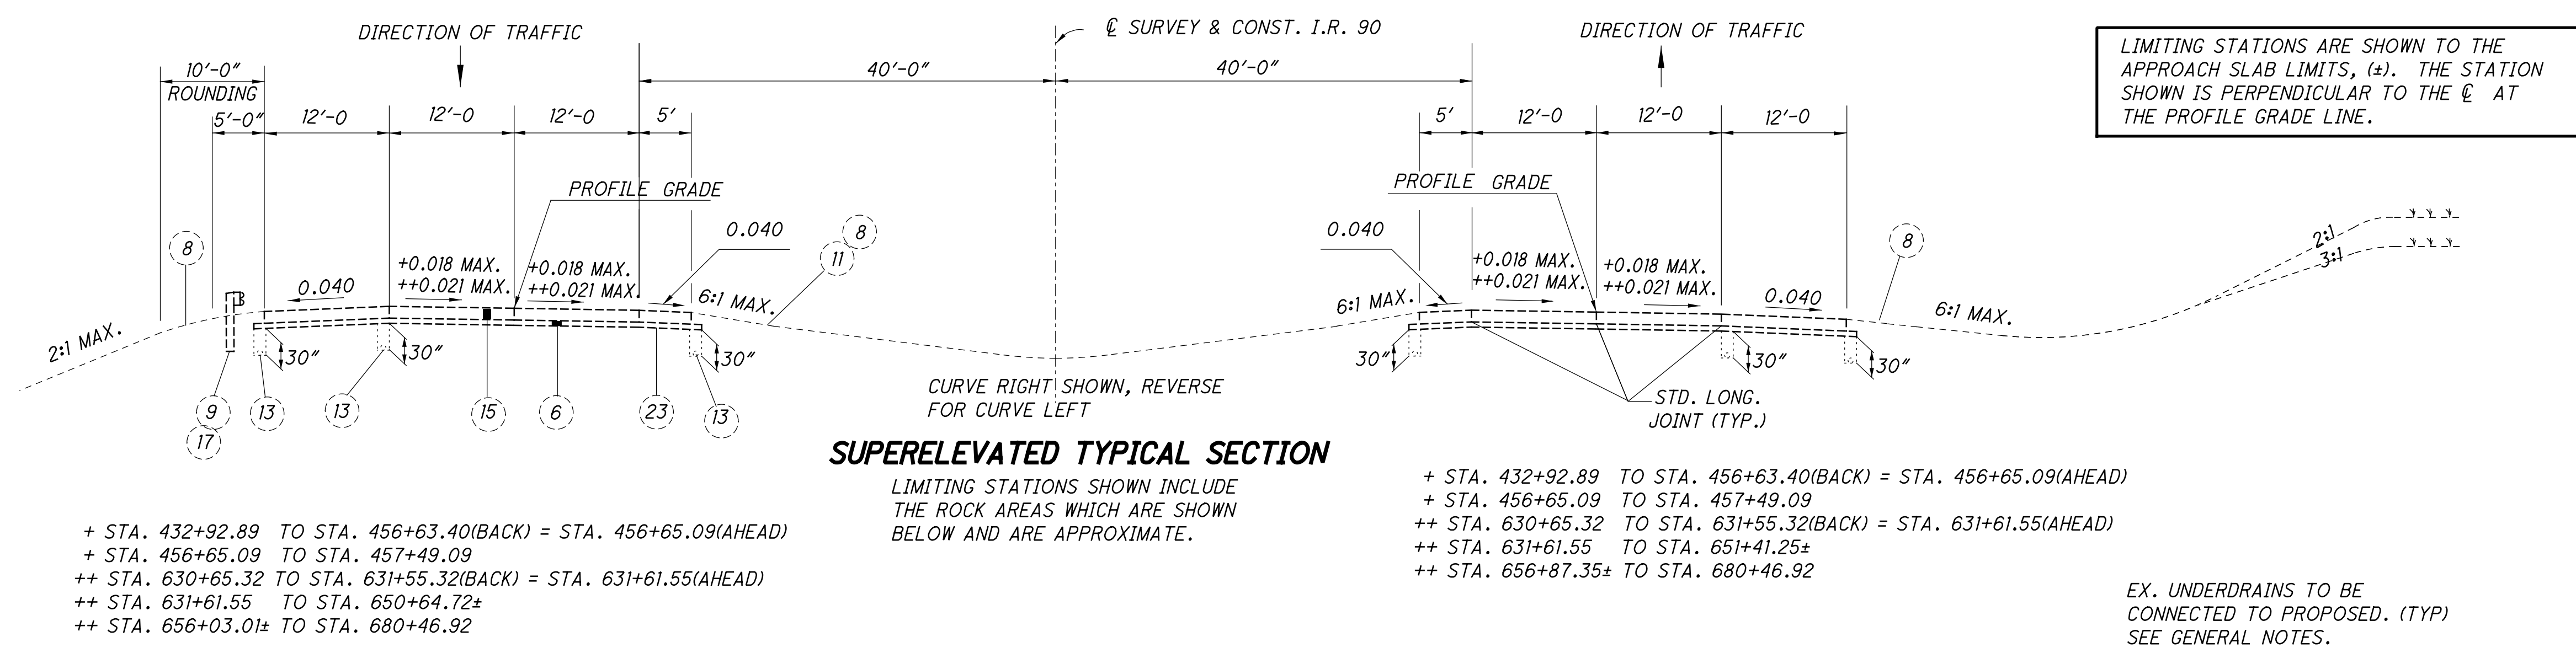 DIRECTION OF TRAFFIC
℄ SURVEY & CONST. I.R. 90
DIRECTION OF TRAFFIC
LIMITING STATIONS ARE SHOWN TO THE
APPROACH SLAB LIMITS, (±). THE STATION
SHOWN IS PERPENDICULAR TO THE ℄ AT
THE PROFILE GRADE LINE.
10'-0"
ROUNDING
40'-0"
40'-0"
5'-0"
12'-0
12'-0
12'-0
5'
5'
12'-0
12'-0
12'-0
PROFILE GRADE
PROFILE GRADE
8
0.040
8
11
0.040
8
2:1
3:1
+0.018 MAX.
++0.021 MAX.
+0.018 MAX.
++0.021 MAX.
+0.018 MAX.
++0.021 MAX.
+0.018 MAX.
++0.021 MAX.
0.040
0.040
B
2:1 MAX.
6:1 MAX.
6:1 MAX.
6:1 MAX.
30"
30"
30"
30"
30"
30"
9
17
13
13
15
6
23
13
CURVE RIGHT SHOWN, REVERSE
FOR CURVE LEFT
STD. LONG.
JOINT (TYP.)
SUPERELEVATED TYPICAL SECTION
LIMITING STATIONS SHOWN INCLUDE
THE ROCK AREAS WHICH ARE SHOWN
BELOW AND ARE APPROXIMATE.
+ STA. 432+92.89 TO STA. 456+63.40(BACK) = STA. 456+65.09(AHEAD)
+ STA. 456+65.09 TO STA. 457+49.09
++ STA. 630+65.32 TO STA. 631+55.32(BACK) = STA. 631+61.55(AHEAD)
++ STA. 631+61.55 TO STA. 650+64.72±
++ STA. 656+03.01± TO STA. 680+46.92
+ STA. 432+92.89 TO STA. 456+63.40(BACK) = STA. 456+65.09(AHEAD)
+ STA. 456+65.09 TO STA. 457+49.09
++ STA. 630+65.32 TO STA. 631+55.32(BACK) = STA. 631+61.55(AHEAD)
++ STA. 631+61.55 TO STA. 651+41.25±
++ STA. 656+87.35± TO STA. 680+46.92
EX. UNDERDRAINS TO BE
CONNECTED TO PROPOSED. (TYP)
SEE GENERAL NOTES.